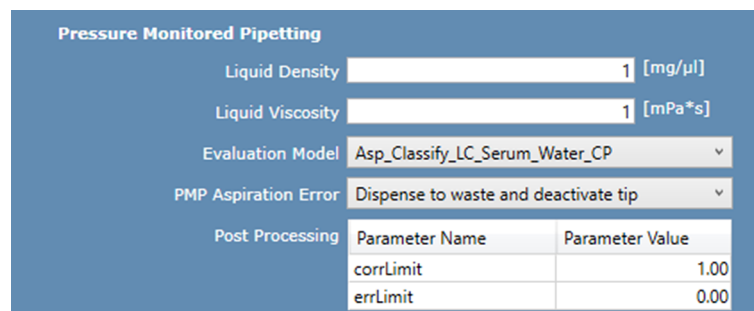 Pressure Monitored Pipetting
Liquid Density 1 [mg/µl]
Liquid Viscosity 1 [mPa*s]
Evaluation Model Asp_Classify_LC_Serum_Water_CP
PMP Aspiration Error Dispense to waste and deactivate tip
Post Processing Parameter Name Parameter Value
corrLimit 1.00
errLimit 0.00